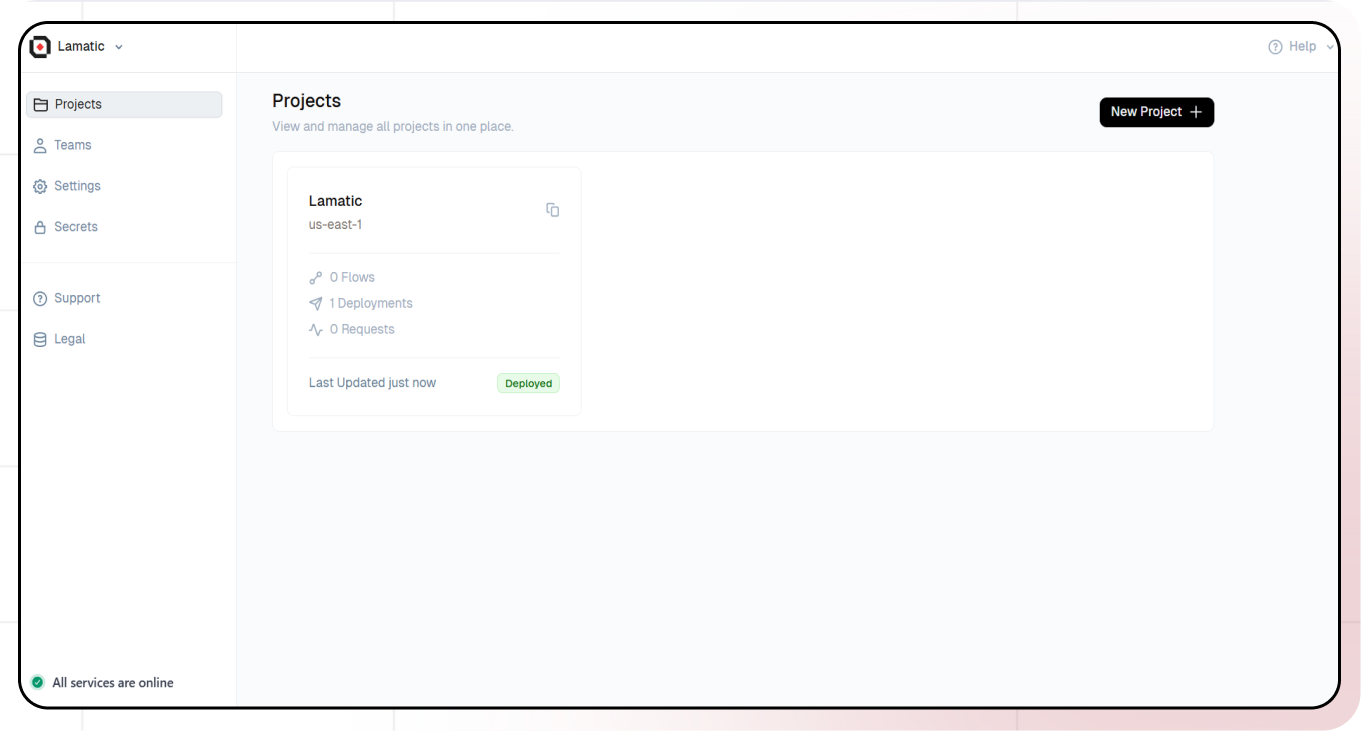 Lamatic
Help
Projects
Teams
Settings
Secrets
Support
Legal
All services are online
Projects
View and manage all projects in one place.
New Project
Lamatic
us-east-1
0 Flows
1 Deployments
0 Requests
Last Updated just now
Deployed